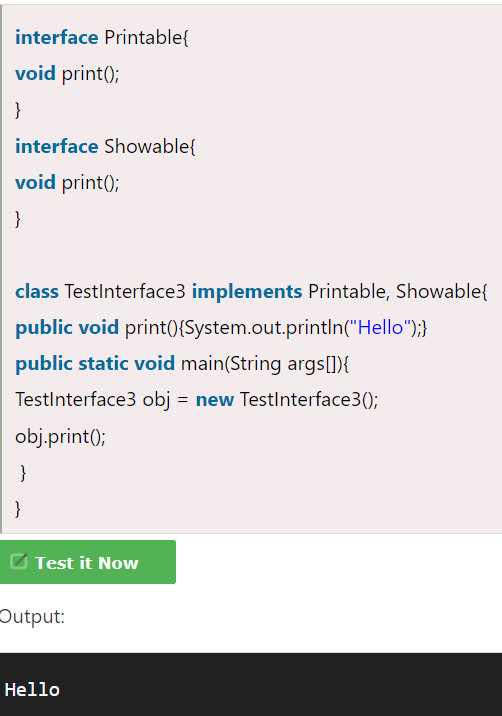 interface Printable{
void print();
}
interface Showable{
void print();
}
class TestInterface3 implements Printable, Showable{
public void print(){System.out.println("Hello");}
public static void main(String args[]){
TestInterface3 obj = new TestInterface3();
obj.print();
}
}
Test it Now
Output:
Hello